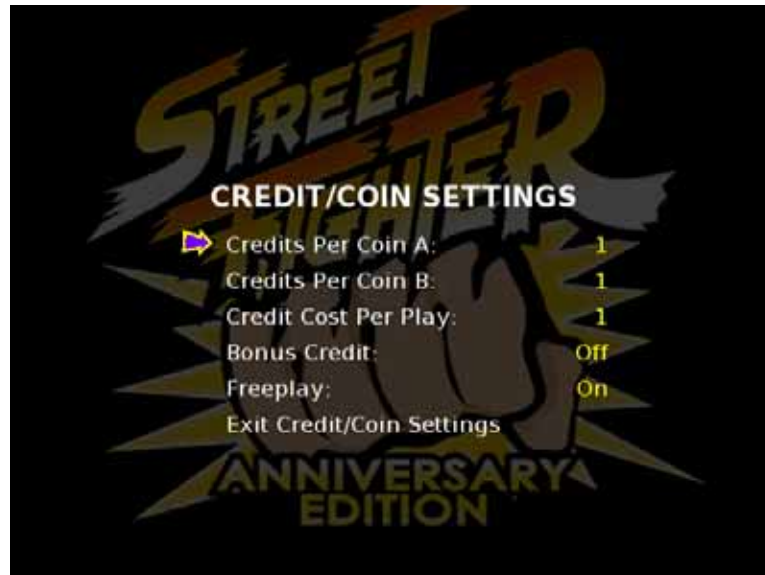 STREET
FIGHTER
CREDIT/COIN SETTINGS
Credits Per Coin A: 1
Credits Per Coin B: 1
Credit Cost Per Play: 1
Bonus Credit: Off
Freeplay: On
Exit Credit/Coin Settings
ANNIVERSARY
EDITION